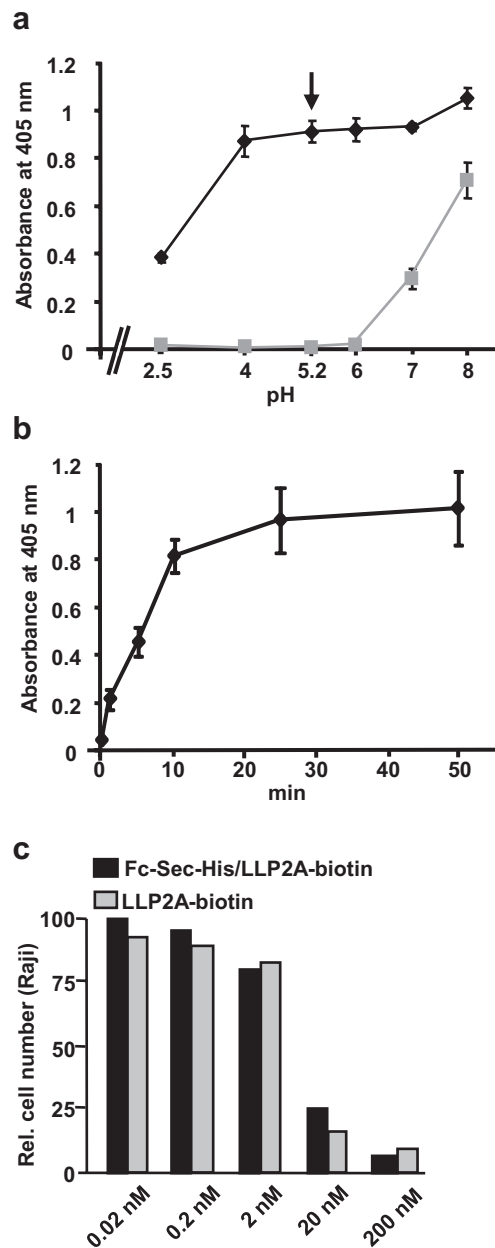 a
Absorbance at 405 nm
1.2
1
0.8
0.6
0.4
0.2
0
2.5 4 5.2 6 7 8
pH
b
Absorbance at 405 nm
1.2
1
0.8
0.6
0.4
0.2
0
0 10 20 30 40 50
min
c
Fc-Sec-His/LLP2A-biotin
LLP2A-biotin
Rel. cell number (Raji)
100
75
50
25
0
0.02 nM 0.2 nM 2 nM 20 nM 200 nM